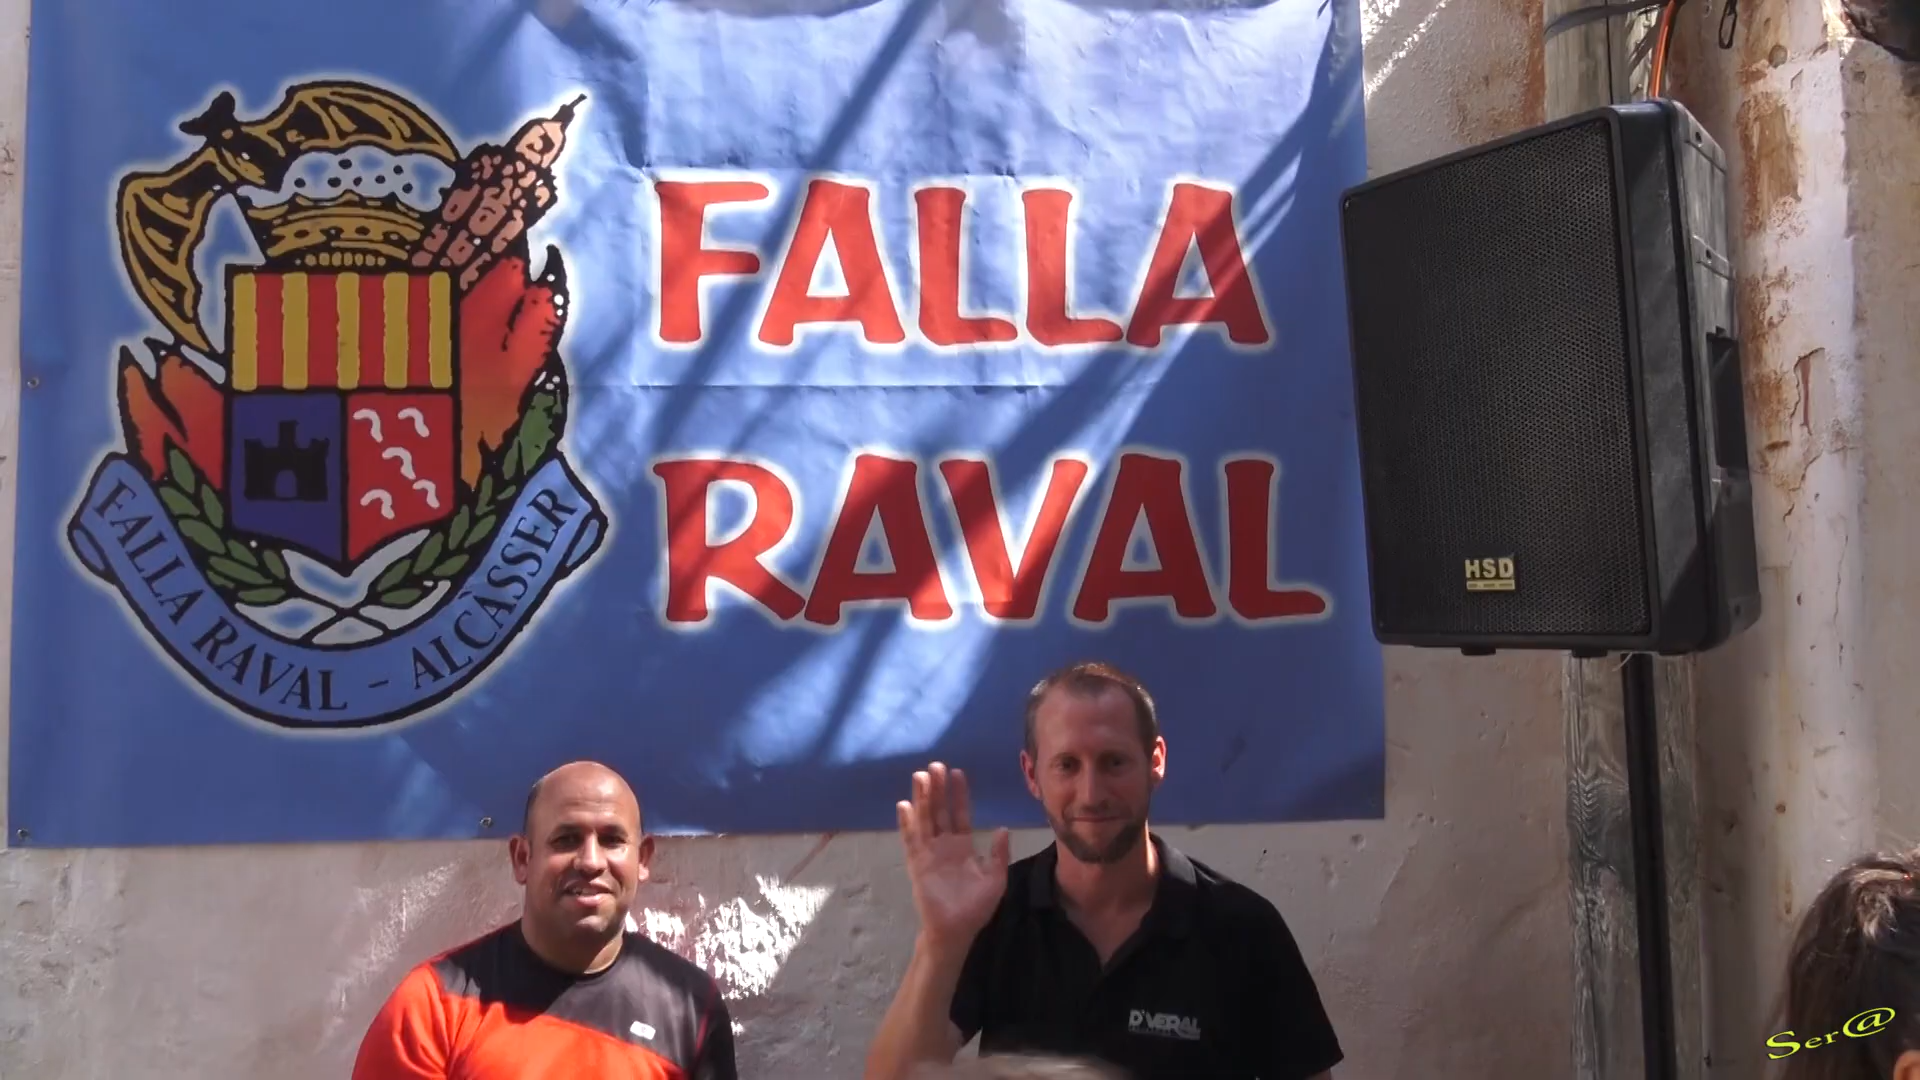 FALLA
RAVAL
FALLA RAVAL - ALCÀSSER
HSD
D'VERAL
Ser@